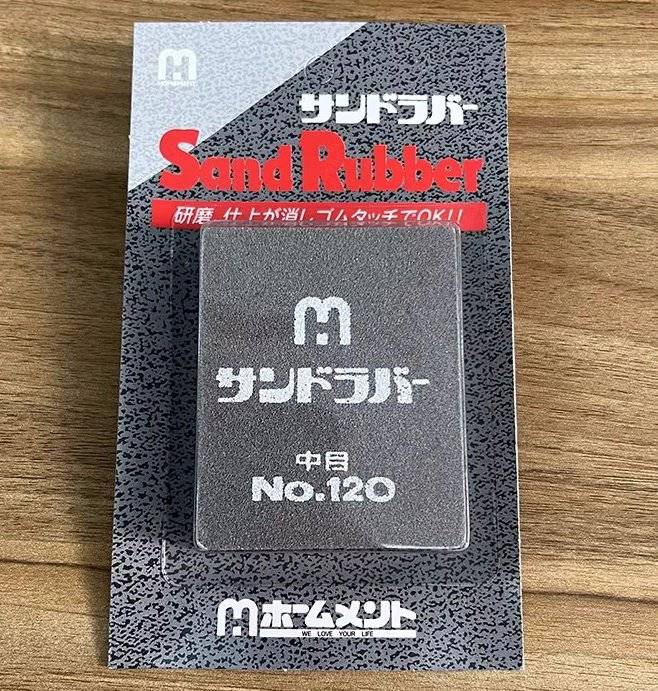 サンドラバー
Sand Rubber
研磨 仕上が消しゴムタッチでOK!!
サンドラバー
中目
No.120
ホームメント
WE LOVE YOUR LIFE